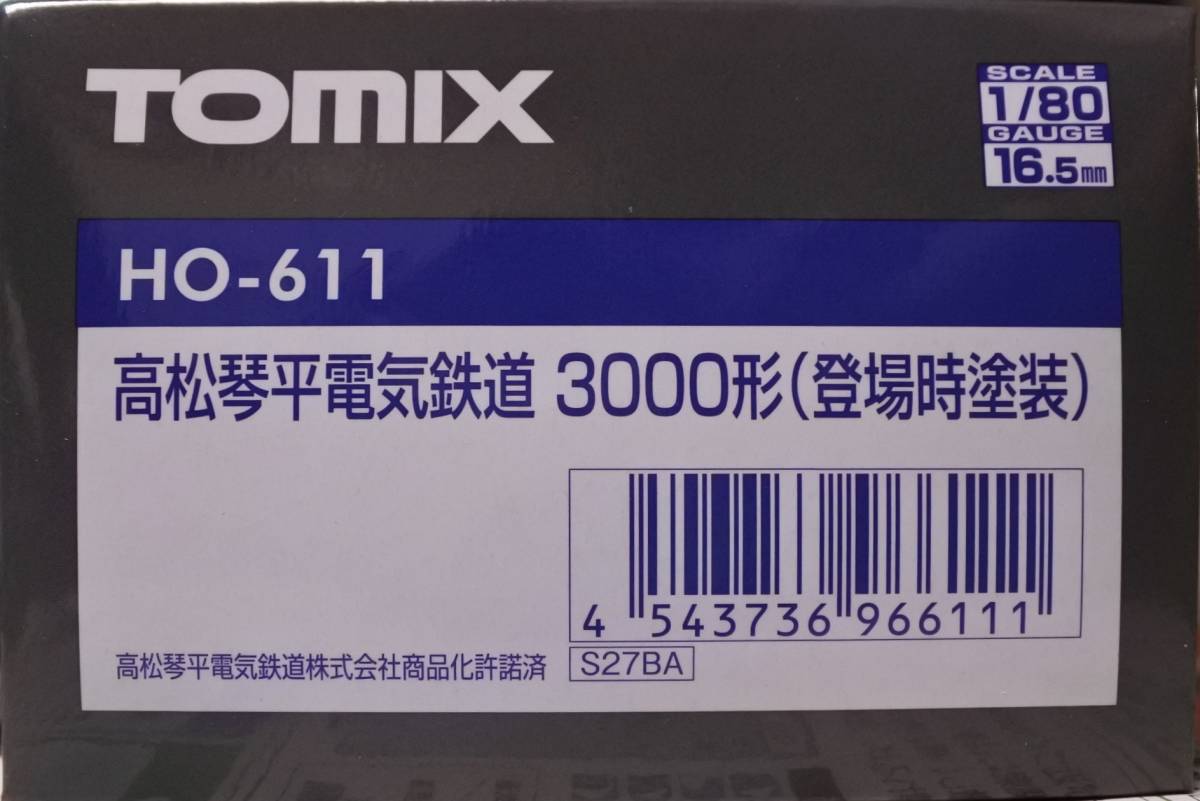 TOMIX
SCALE
1/80
GAUGE
16.5mm
HO-611
高松琴平電気鉄道 3000形(登場時塗装)
4 543736 966111
高松琴平電気鉄道株式会社商品化許諾済 S27BA